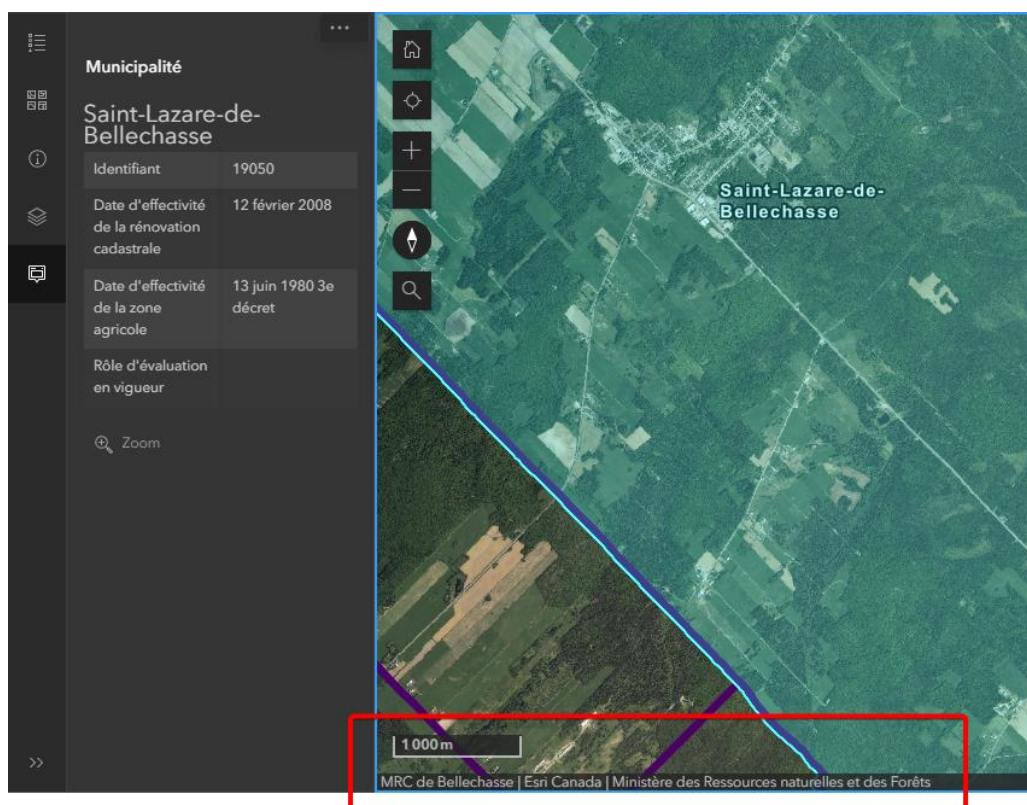 Municipalité
Saint-Lazare-de-
Bellechasse
Identifiant 19050
Date d'effectivité 12 février 2008
de la rénovation
cadastrale
Date d'effectivité 13 juin 1980 3e
de la zone décret
agricole
Rôle d'évaluation
en vigueur
Zoom
Saint-Lazare-de-
Bellechasse
1 000 m
MRC de Bellechasse | Esri Canada | Ministère des Ressources naturelles et des Forêts